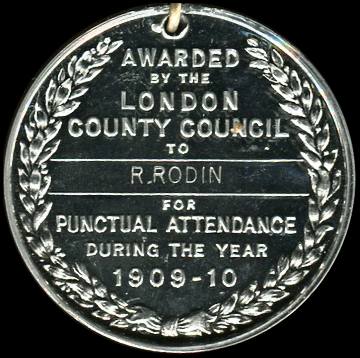 AWARDED
BY THE
LONDON
COUNTY COUNCIL
TO
R.RODIN
FOR
PUNCTUAL ATTENDANCE
DURING THE YEAR
1909-10